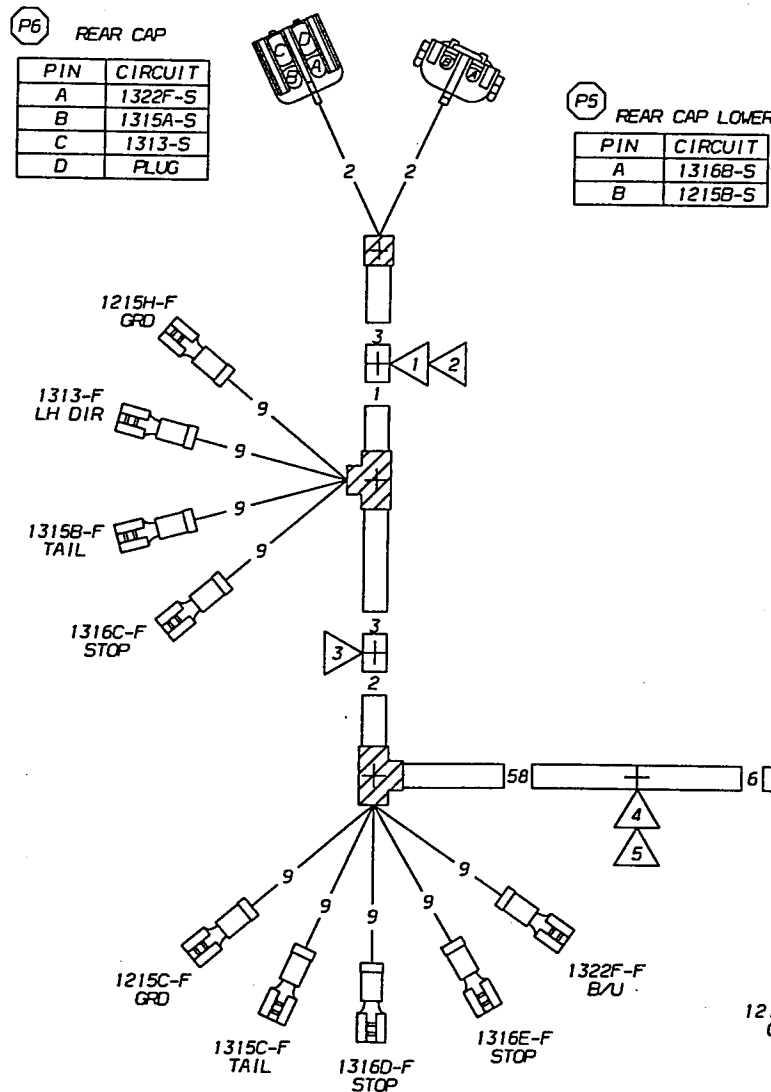 P6 REAR CAP
PIN CIRCUIT
A 1322F-S
B 1315A-S
C 1313-S
D PLUG
C D
B A
B A
P5 REAR CAP LOWER
PIN CIRCUIT
A 1316B-S
B 1215B-S
2 2
3
1 2
1
1215H-F
GRD
9
1313-F
LH DIR
9
1315B-F
TAIL
9
1316C-F
STOP
9
3
3
2
58
6
4
5
9 9 9 9 9
1215C-F
GRD
1315C-F
TAIL
1316D-F
STOP
1316E-F
STOP
1322F-F
B/U